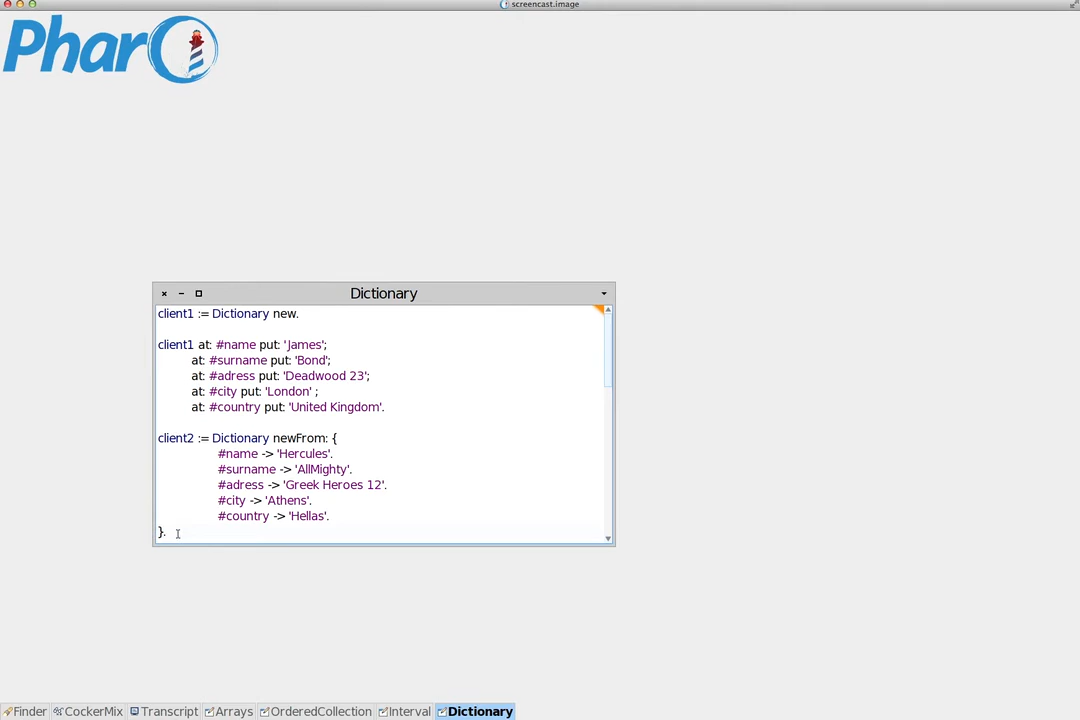 screencast.image
Pharo
Dictionary
client1 := Dictionary new.
client1 at: #name put: 'James';
at: #surname put: 'Bond';
at: #adress put: 'Deadwood 23';
at: #city put: 'London' ;
at: #country put: 'United Kingdom'.
client2 := Dictionary newFrom: {
#name -> 'Hercules'.
#surname -> 'AllMighty'.
#adress -> 'Greek Heroes 12'.
#city -> 'Athens'.
#country -> 'Hellas'.
}.
Finder CockerMix Transcript Arrays OrderedCollection Interval Dictionary